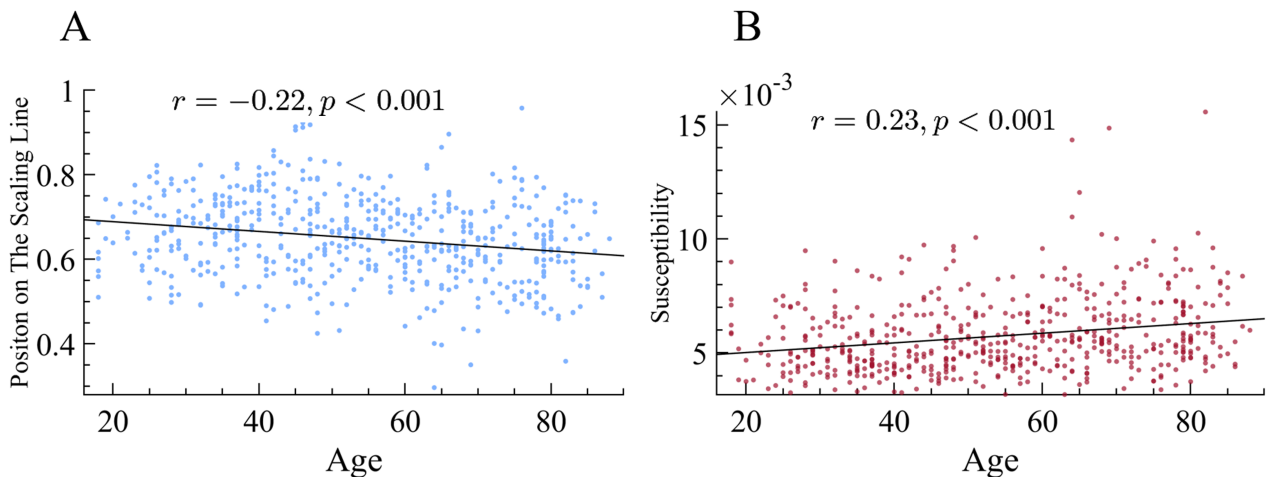 A
B
r = −0.22, p < 0.001
×10⁻³
r = 0.23, p < 0.001
Positon on The Scaling Line
1
0.8
0.6
0.4
20
40
60
80
Age
Susceptibility
15
10
5
20
40
60
80
Age